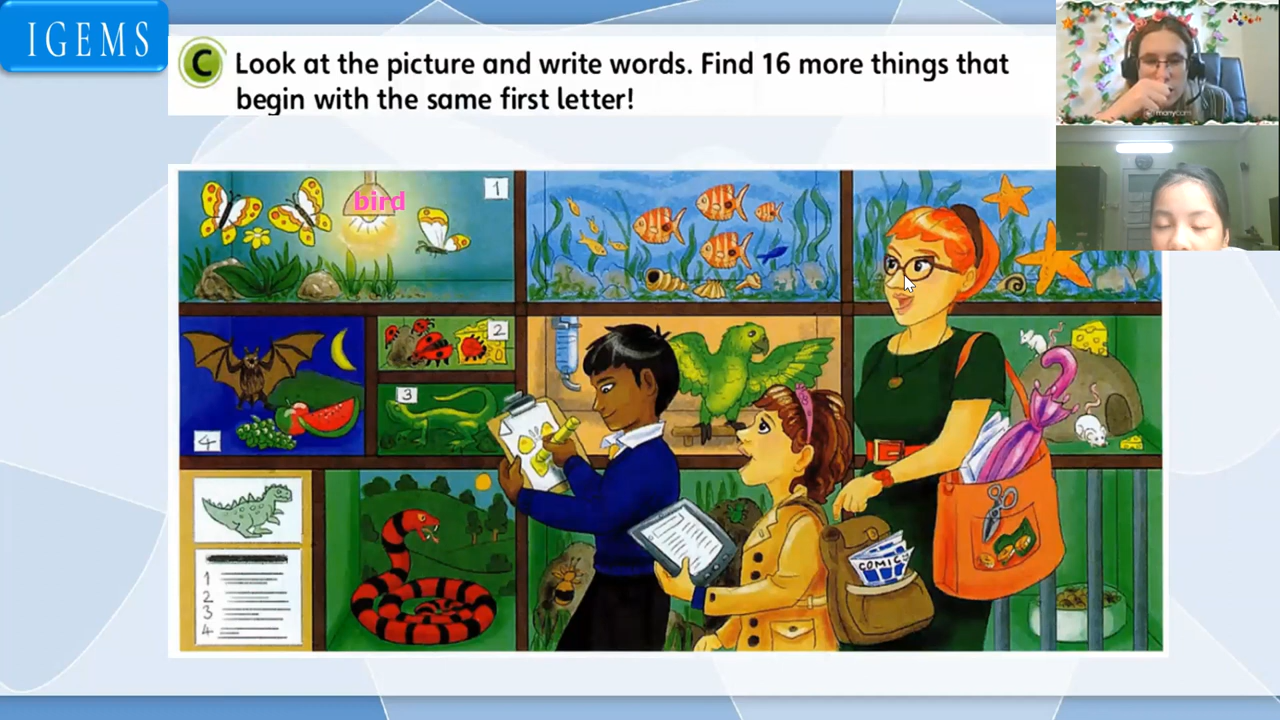 IGEMS
C Look at the picture and write words. Find 16 more things that
begin with the same first letter!
bird
1
2
3
4
COMIC
1
2
3
4